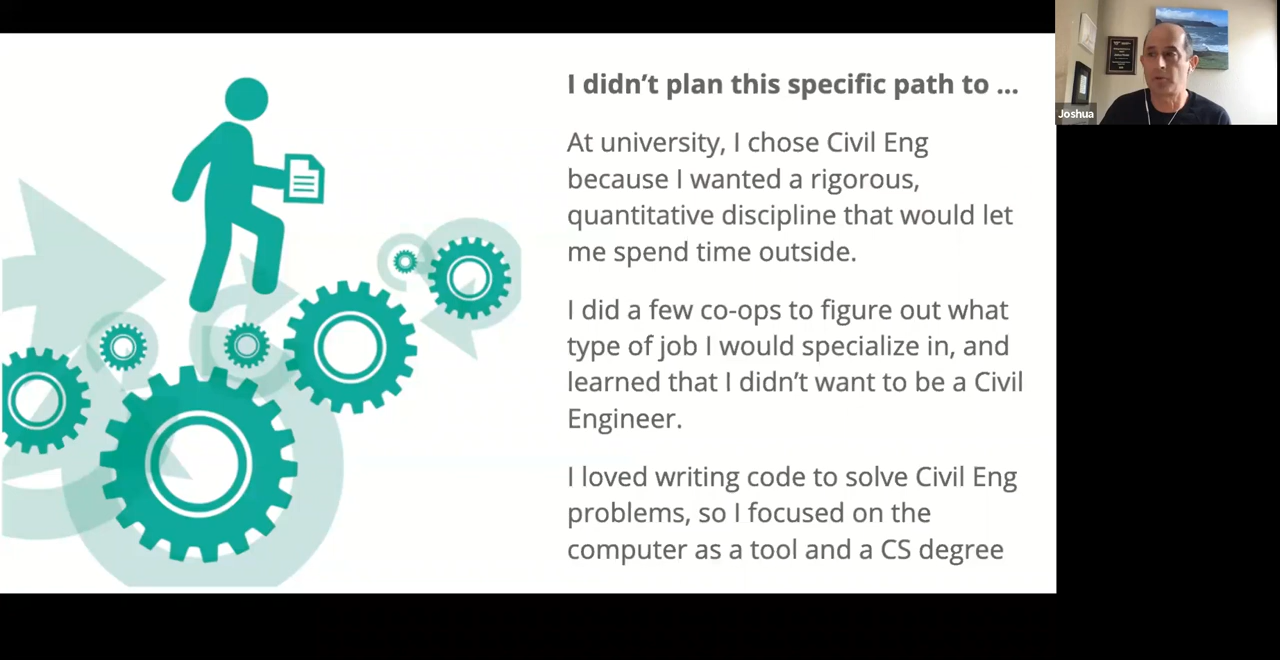 I didn’t plan this specific path to ...
At university, I chose Civil Eng
because I wanted a rigorous,
quantitative discipline that would let
me spend time outside.
I did a few co-ops to figure out what
type of job I would specialize in, and
learned that I didn’t want to be a Civil
Engineer.
I loved writing code to solve Civil Eng
problems, so I focused on the
computer as a tool and a CS degree
Joshua